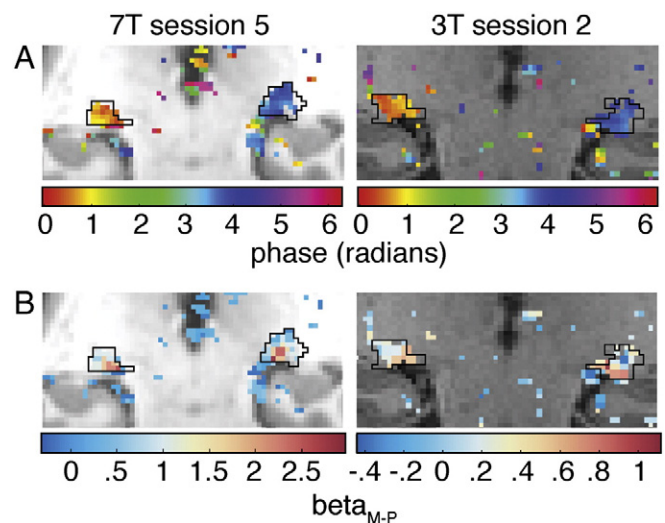 7T session 5 3T session 2
A
0 1 2 3 4 5 6 0 1 2 3 4 5 6
phase (radians)
B
0 .5 1 1.5 2 2.5 -.4 -.2 0 .2 .4 .6 .8 1
beta_M-P